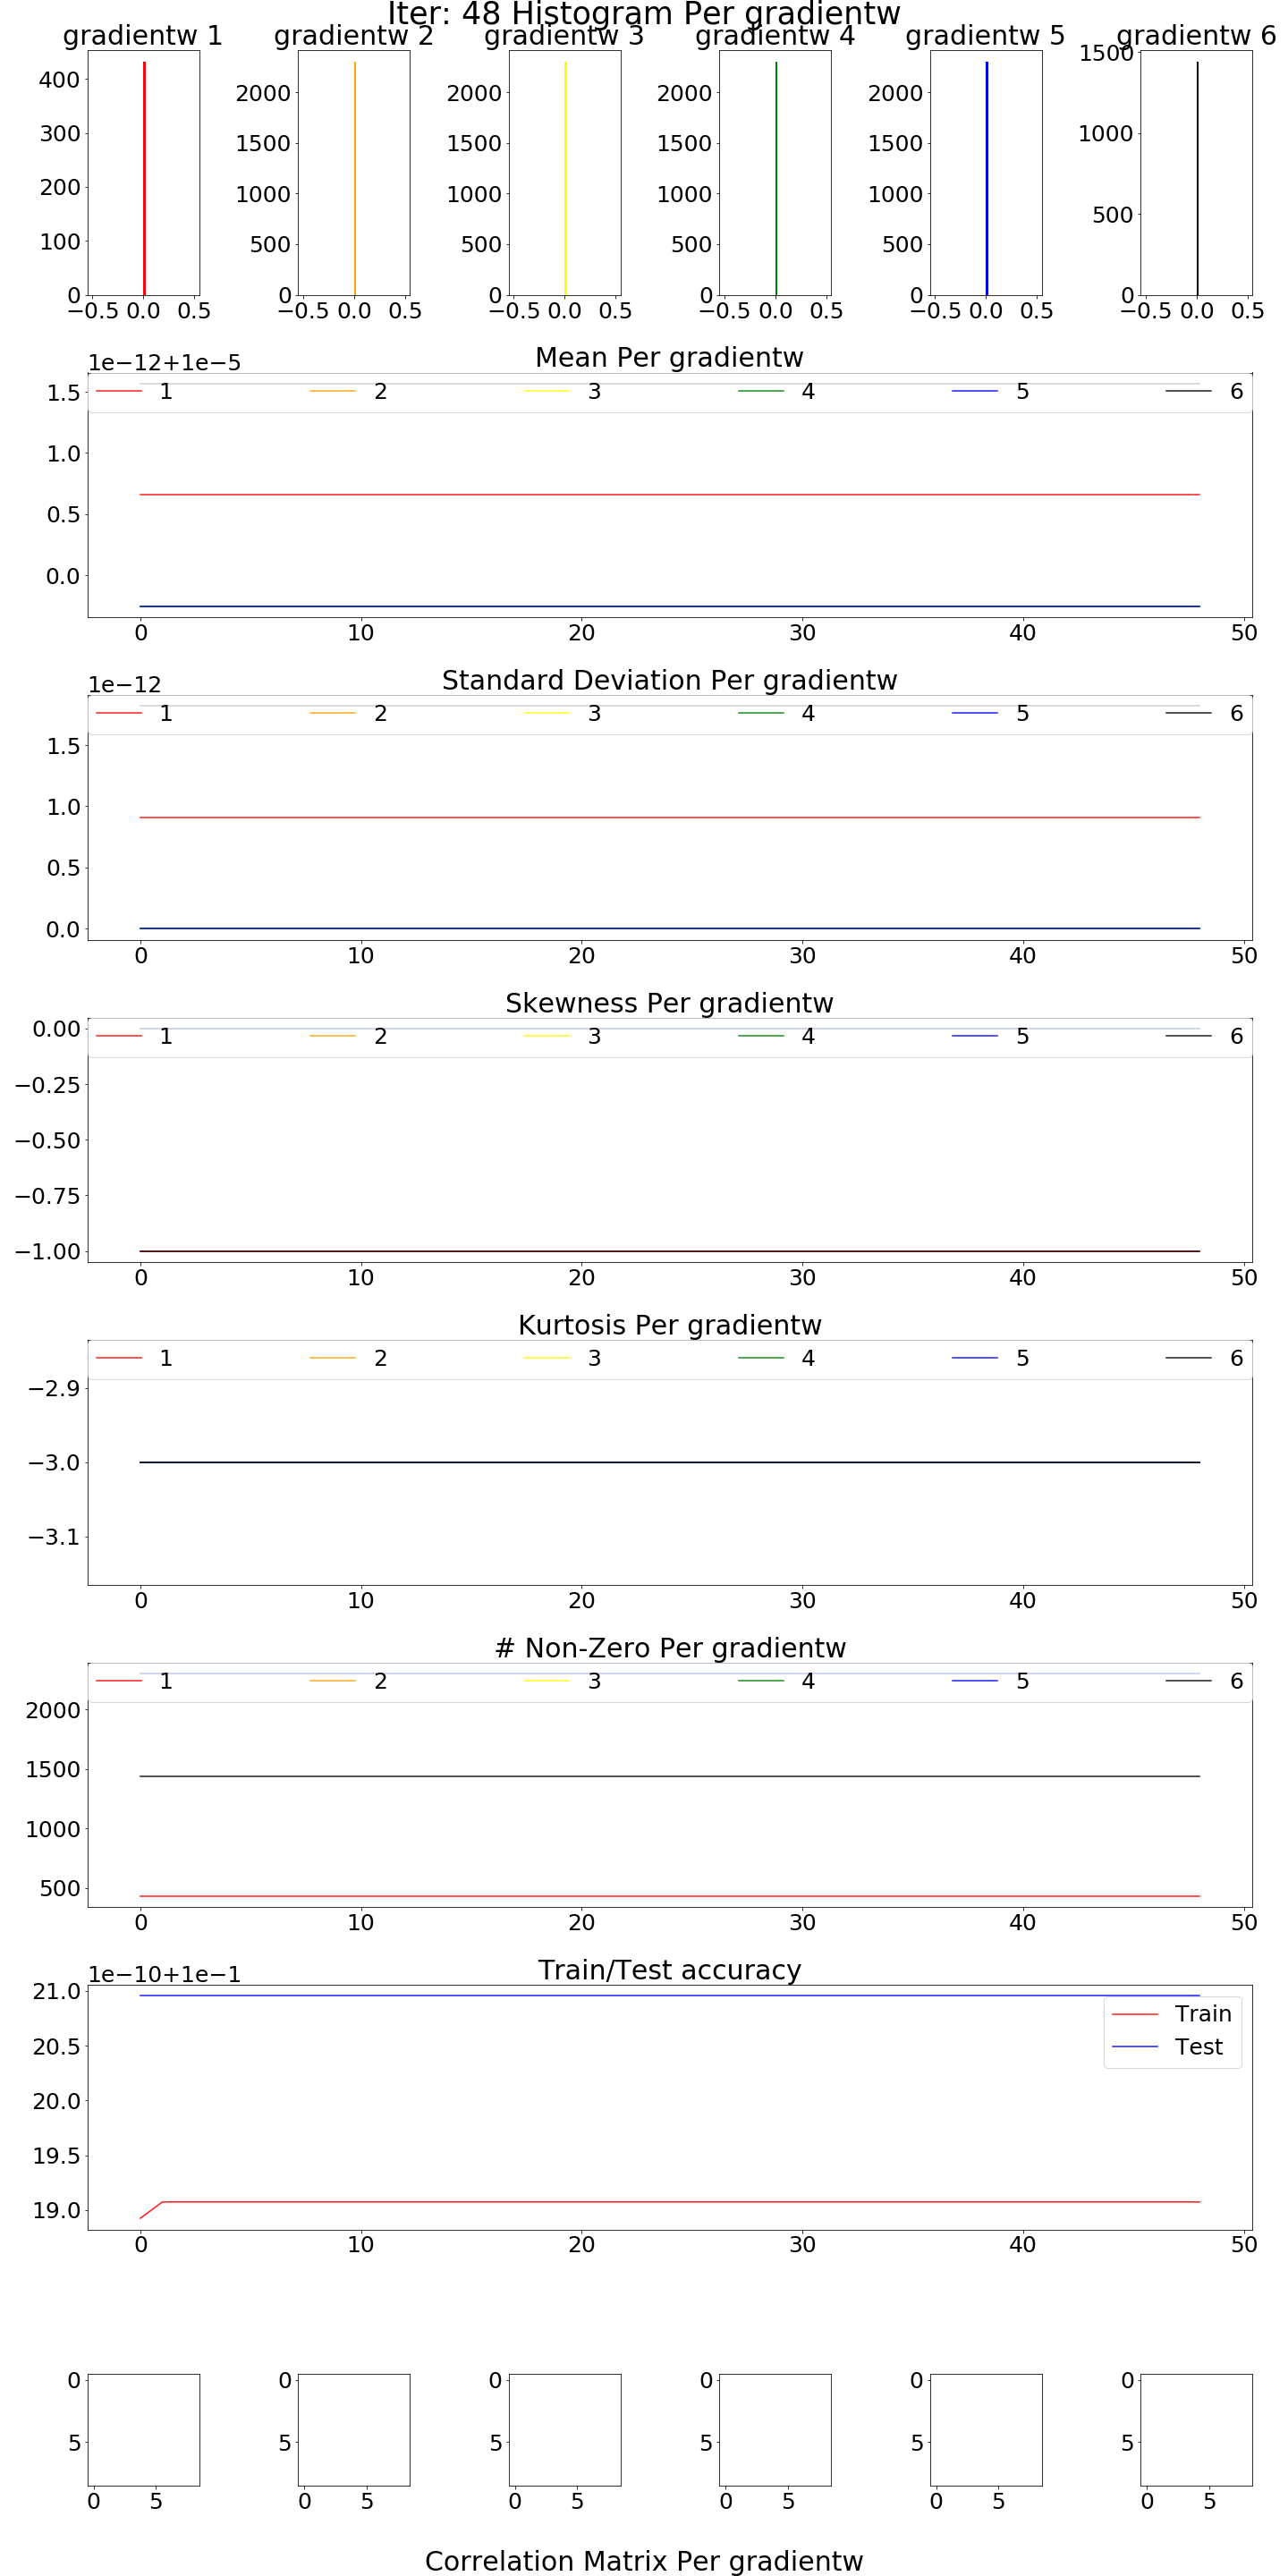 Iter: 48 Histogram Per gradientw
gradientw 1 gradientw 2 gradientw 3 gradientw 4 gradientw 5 gradientw 6
400 2000 2000 2000 2000 1500
300 1500 1500 1500 1500 1000
200 1000 1000 1000 1000 500
100 500 500 500 500
0 0 0 0 0 0
−0.5 0.0 0.5 −0.5 0.0 0.5 −0.5 0.0 0.5 −0.5 0.0 0.5 −0.5 0.0 0.5 −0.5 0.0 0.5
Mean Per gradientw
1e−12+1e−5
1 2 3 4 5 6
1.5
1.0
0.5
0.0
0 10 20 30 40 50
Standard Deviation Per gradientw
1e−12
1 2 3 4 5 6
1.5
1.0
0.5
0.0
0 10 20 30 40 50
Skewness Per gradientw
1 2 3 4 5 6
0.00
−0.25
−0.50
−0.75
−1.00
0 10 20 30 40 50
Kurtosis Per gradientw
1 2 3 4 5 6
−2.9
−3.0
−3.1
0 10 20 30 40 50
# Non-Zero Per gradientw
1 2 3 4 5 6
2000
1500
1000
500
0 10 20 30 40 50
Train/Test accuracy
1e−10+1e−1
21.0
20.5
20.0
19.5
19.0
Train
Test
0 10 20 30 40 50
0 0 0 0 0 0
5 5 5 5 5 5
0 5 0 5 0 5 0 5 0 5 0 5
Correlation Matrix Per gradientw